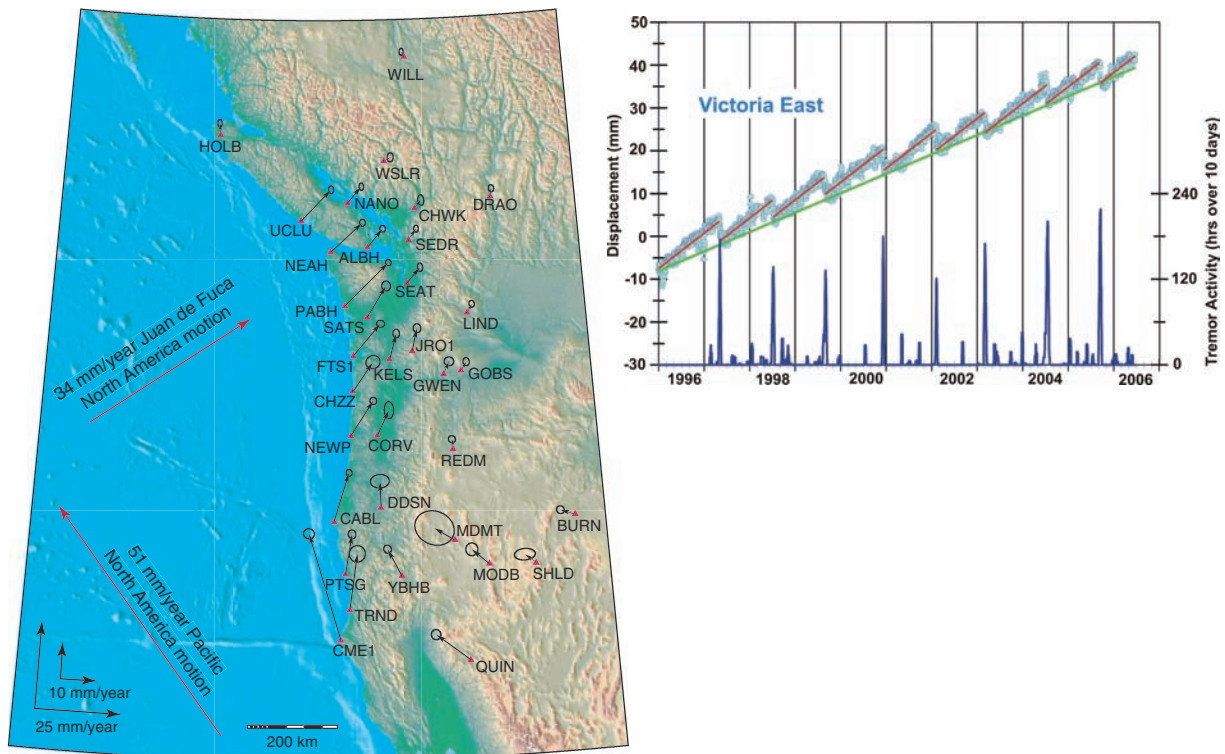 WILL
HOLB
WSLR
NANO
DRAO
CHWK
UCLU
SEDR
ALBH
NEAH
SEAT
PABH
SATS
LIND
34 mm/year Juan de Fuca
North America motion
JRO1
FTS1
KELS
GWEN
GOBS
CHZZ
NEWP
CORV
REDM
DDSN
CABL
BURN
MDMT
MODB
SHLD
PTSG
YBHB
TRND
51 mm/year Pacific
North America motion
CME1
QUIN
10 mm/year
25 mm/year
200 km
Displacement (mm)
50
40
30
20
10
0
-10
-20
-30
Victoria East
240
120
0
Tremor Activity (hrs over 10 days)
1996 1998 2000 2002 2004 2006